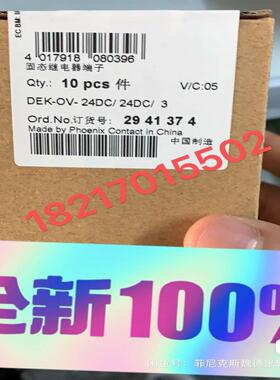 4 017918 080396
固态继电器端子
Qty.: 10 pcs 件
V/C:05
DEK-OV- 24DC/ 24DC/ 3
Ord.No.订货号: 29 41 37 4
Made by Phoenix Contact in China
中国制造
18217015502
全新100%